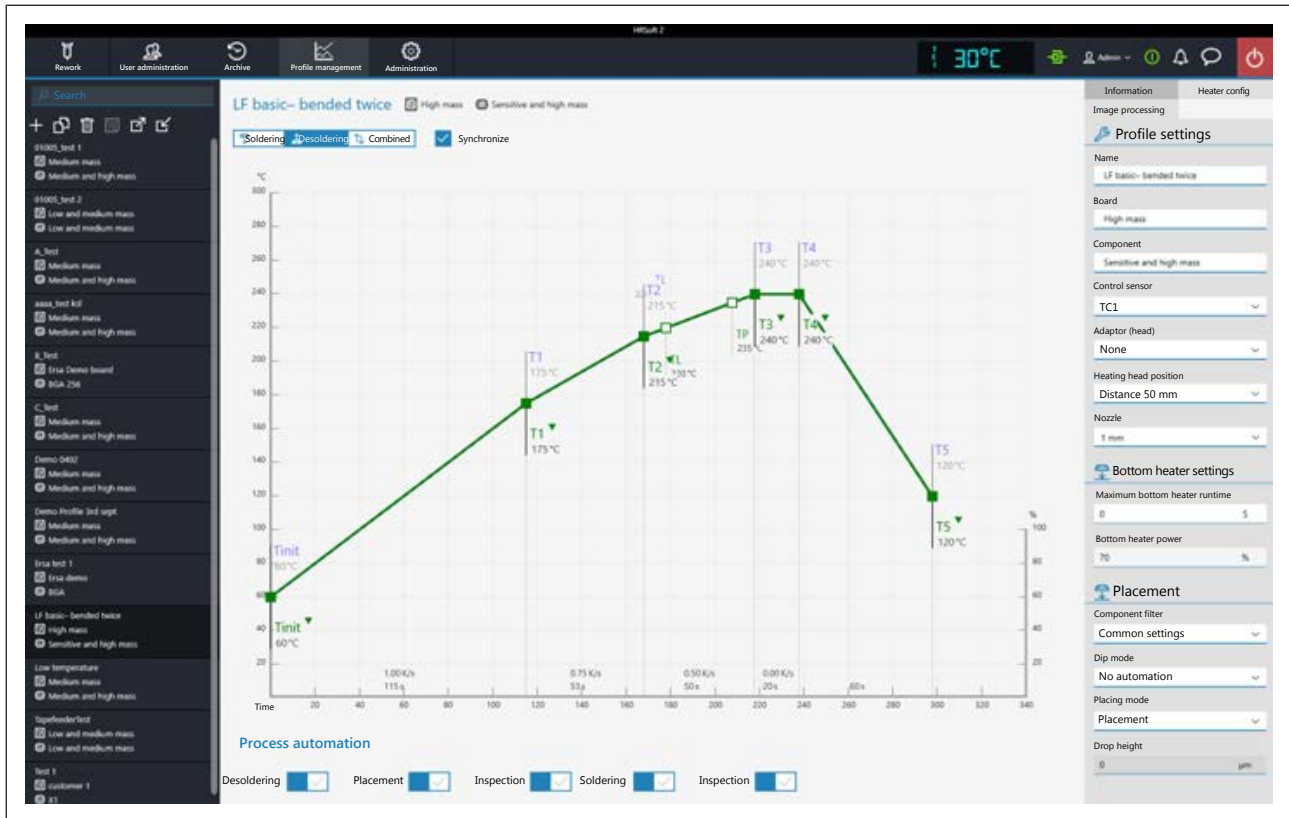 HRSoft 2
Rework
User administration
Archive
Profile management
Administration
30°C
Admin
Search
01005_test 1
Medium mass
Medium and high mass
01005_test 2
Low and medium mass
Low and medium mass
A_Test
Medium mass
Medium and high mass
Medium mass
Medium and high mass
B_Test
Ersa Demo board
BGA 256
C_Test
Medium mass
Medium and high mass
Demo 0402
Medium mass
Medium and high mass
Demo Profile 3rd sept
Medium mass
Medium and high mass
Ersa test 1
Ersa demo
BGA
LF basic– bended twice
High mass
Sensitive and high mass
Low temperature
Medium mass
Medium and high mass
TapefeederTest
Low and medium mass
Low and medium mass
Test 1
customer 1
X1
LF basic– bended twice High mass Sensitive and high mass
Soldering Desoldering Combined Synchronize
°C
300
280
260
240
220
200
180
160
140
120
100
80
60
40
20
Tinit
60°C
Tinit
60°C
T1
175°C
T1
175°C
TL
T2
215°C
T2
215°C
TP
235°C
T3
240°C
T3
240°C
T4
240°C
T4
240°C
T5
120°C
T5
120°C
%
100
80
60
40
20
1.00 K/s
115 s
0.75 K/s
53 s
0.50 K/s
50 s
0.00 K/s
20 s
60 s
Time 20 40 60 80 100 120 140 160 180 200 220 240 260 280 300 320 340
Process automation
Desoldering Placement Inspection Soldering Inspection
Information Heater config
Image processing
Profile settings
Name
LF basic– bended twice
Board
High mass
Component
Sensitive and high mass
Control sensor
TC1
Adaptor (head)
None
Heating head position
Distance 50 mm
Nozzle
1 mm
Bottom heater settings
Maximum bottom heater runtime
0 S
Bottom heater power
70 %
Placement
Component filter
Common settings
Dip mode
No automation
Placing mode
Placement
Drop height
0 µm